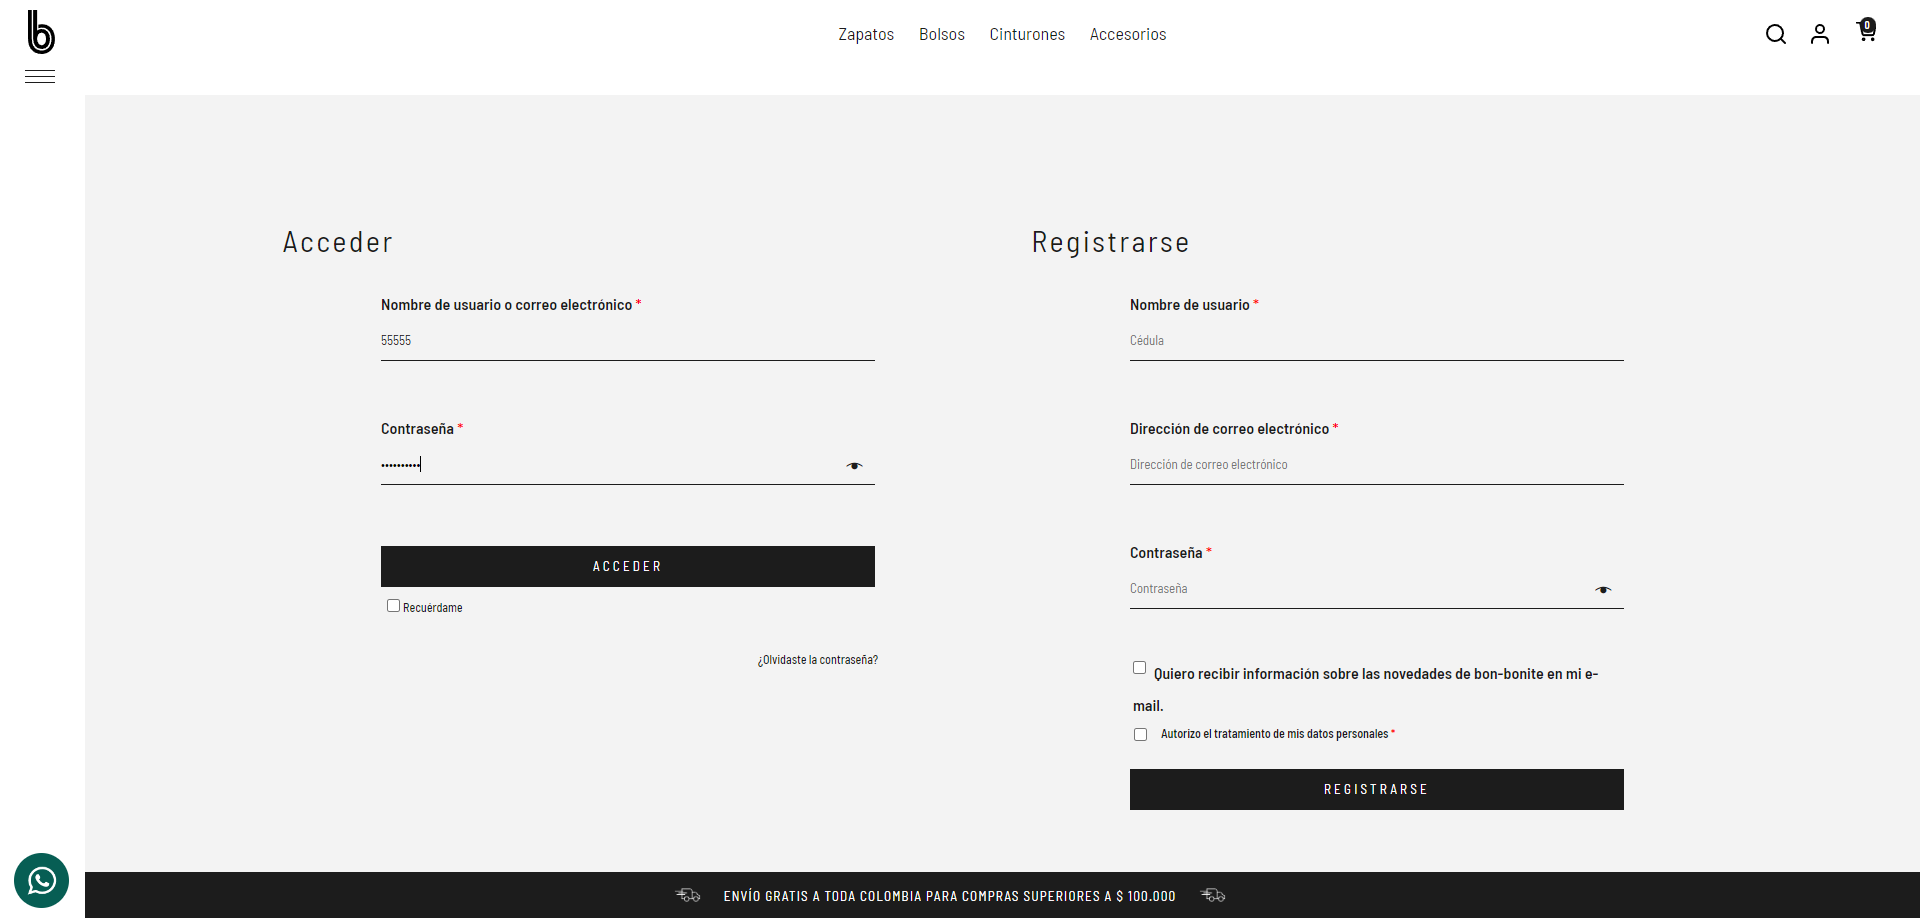 b
Zapatos Bolsos Cinturones Accesorios
0
Acceder
Nombre de usuario o correo electrónico *
55555
Contraseña *
••••••••••
ACCEDER
Recuérdame
¿Olvidaste la contraseña?
Registrarse
Nombre de usuario *
Cédula
Dirección de correo electrónico *
Dirección de correo electrónico
Contraseña *
Contraseña
Quiero recibir información sobre las novedades de bon-bonite en mi e-
mail.
Autorizo el tratamiento de mis datos personales *
REGISTRARSE
ENVÍO GRATIS A TODA COLOMBIA PARA COMPRAS SUPERIORES A $ 100.000